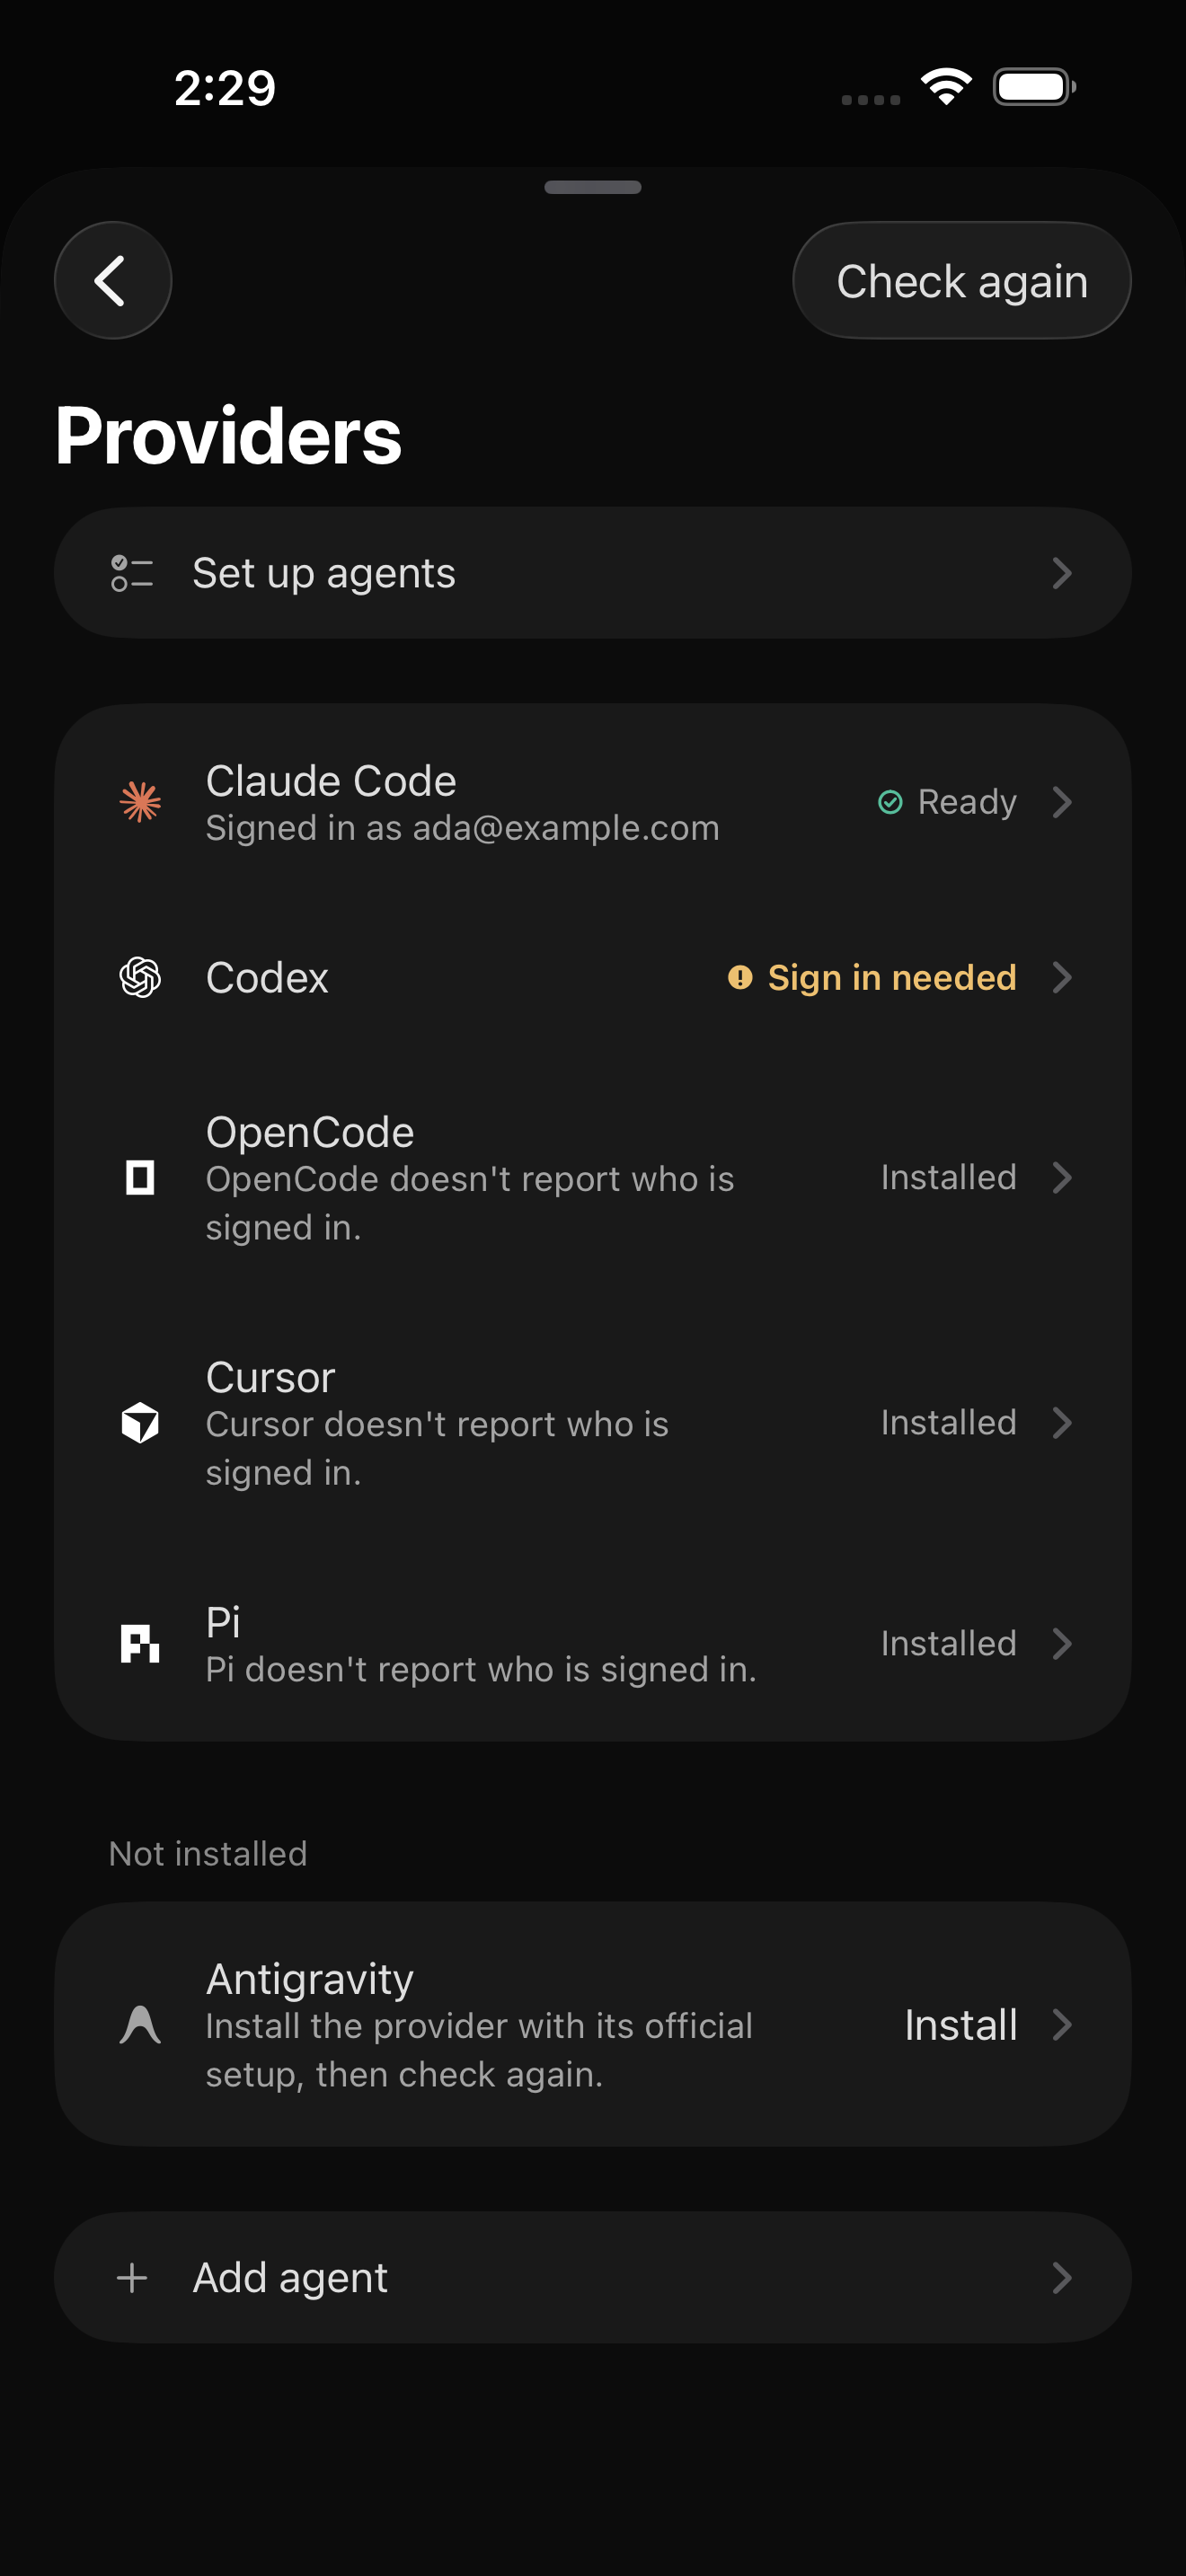 2:29
Check again
Providers
Set up agents
Claude Code
Signed in as ada@example.com
Ready
Codex
Sign in needed
OpenCode
OpenCode doesn't report who is
signed in.
Installed
Cursor
Cursor doesn't report who is
signed in.
Installed
Pi
Pi doesn't report who is signed in.
Installed
Not installed
Antigravity
Install the provider with its official
setup, then check again.
Install
Add agent